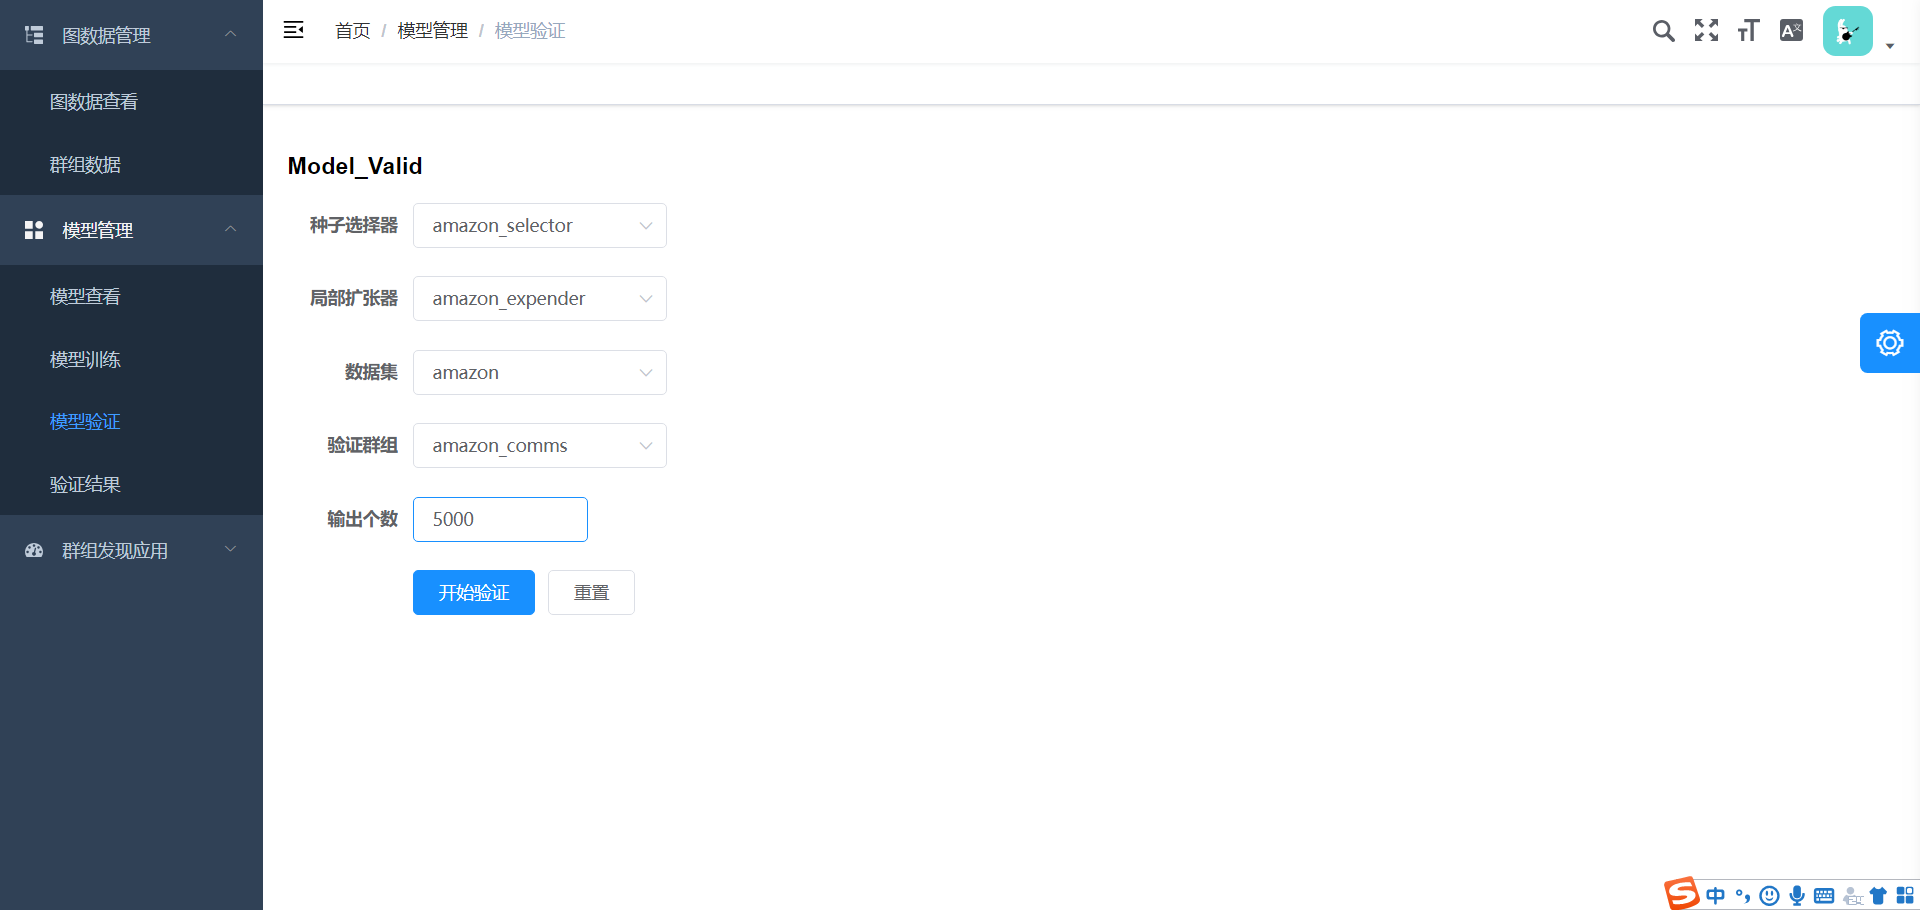 图数据管理
图数据查看
群组数据
模型管理
模型查看
模型训练
模型验证
验证结果
群组发现应用
首页 / 模型管理 / 模型验证
Model_Valid
种子选择器 amazon_selector
局部扩张器 amazon_expender
数据集 amazon
验证群组 amazon_comms
输出个数 5000
开始验证 重置
中